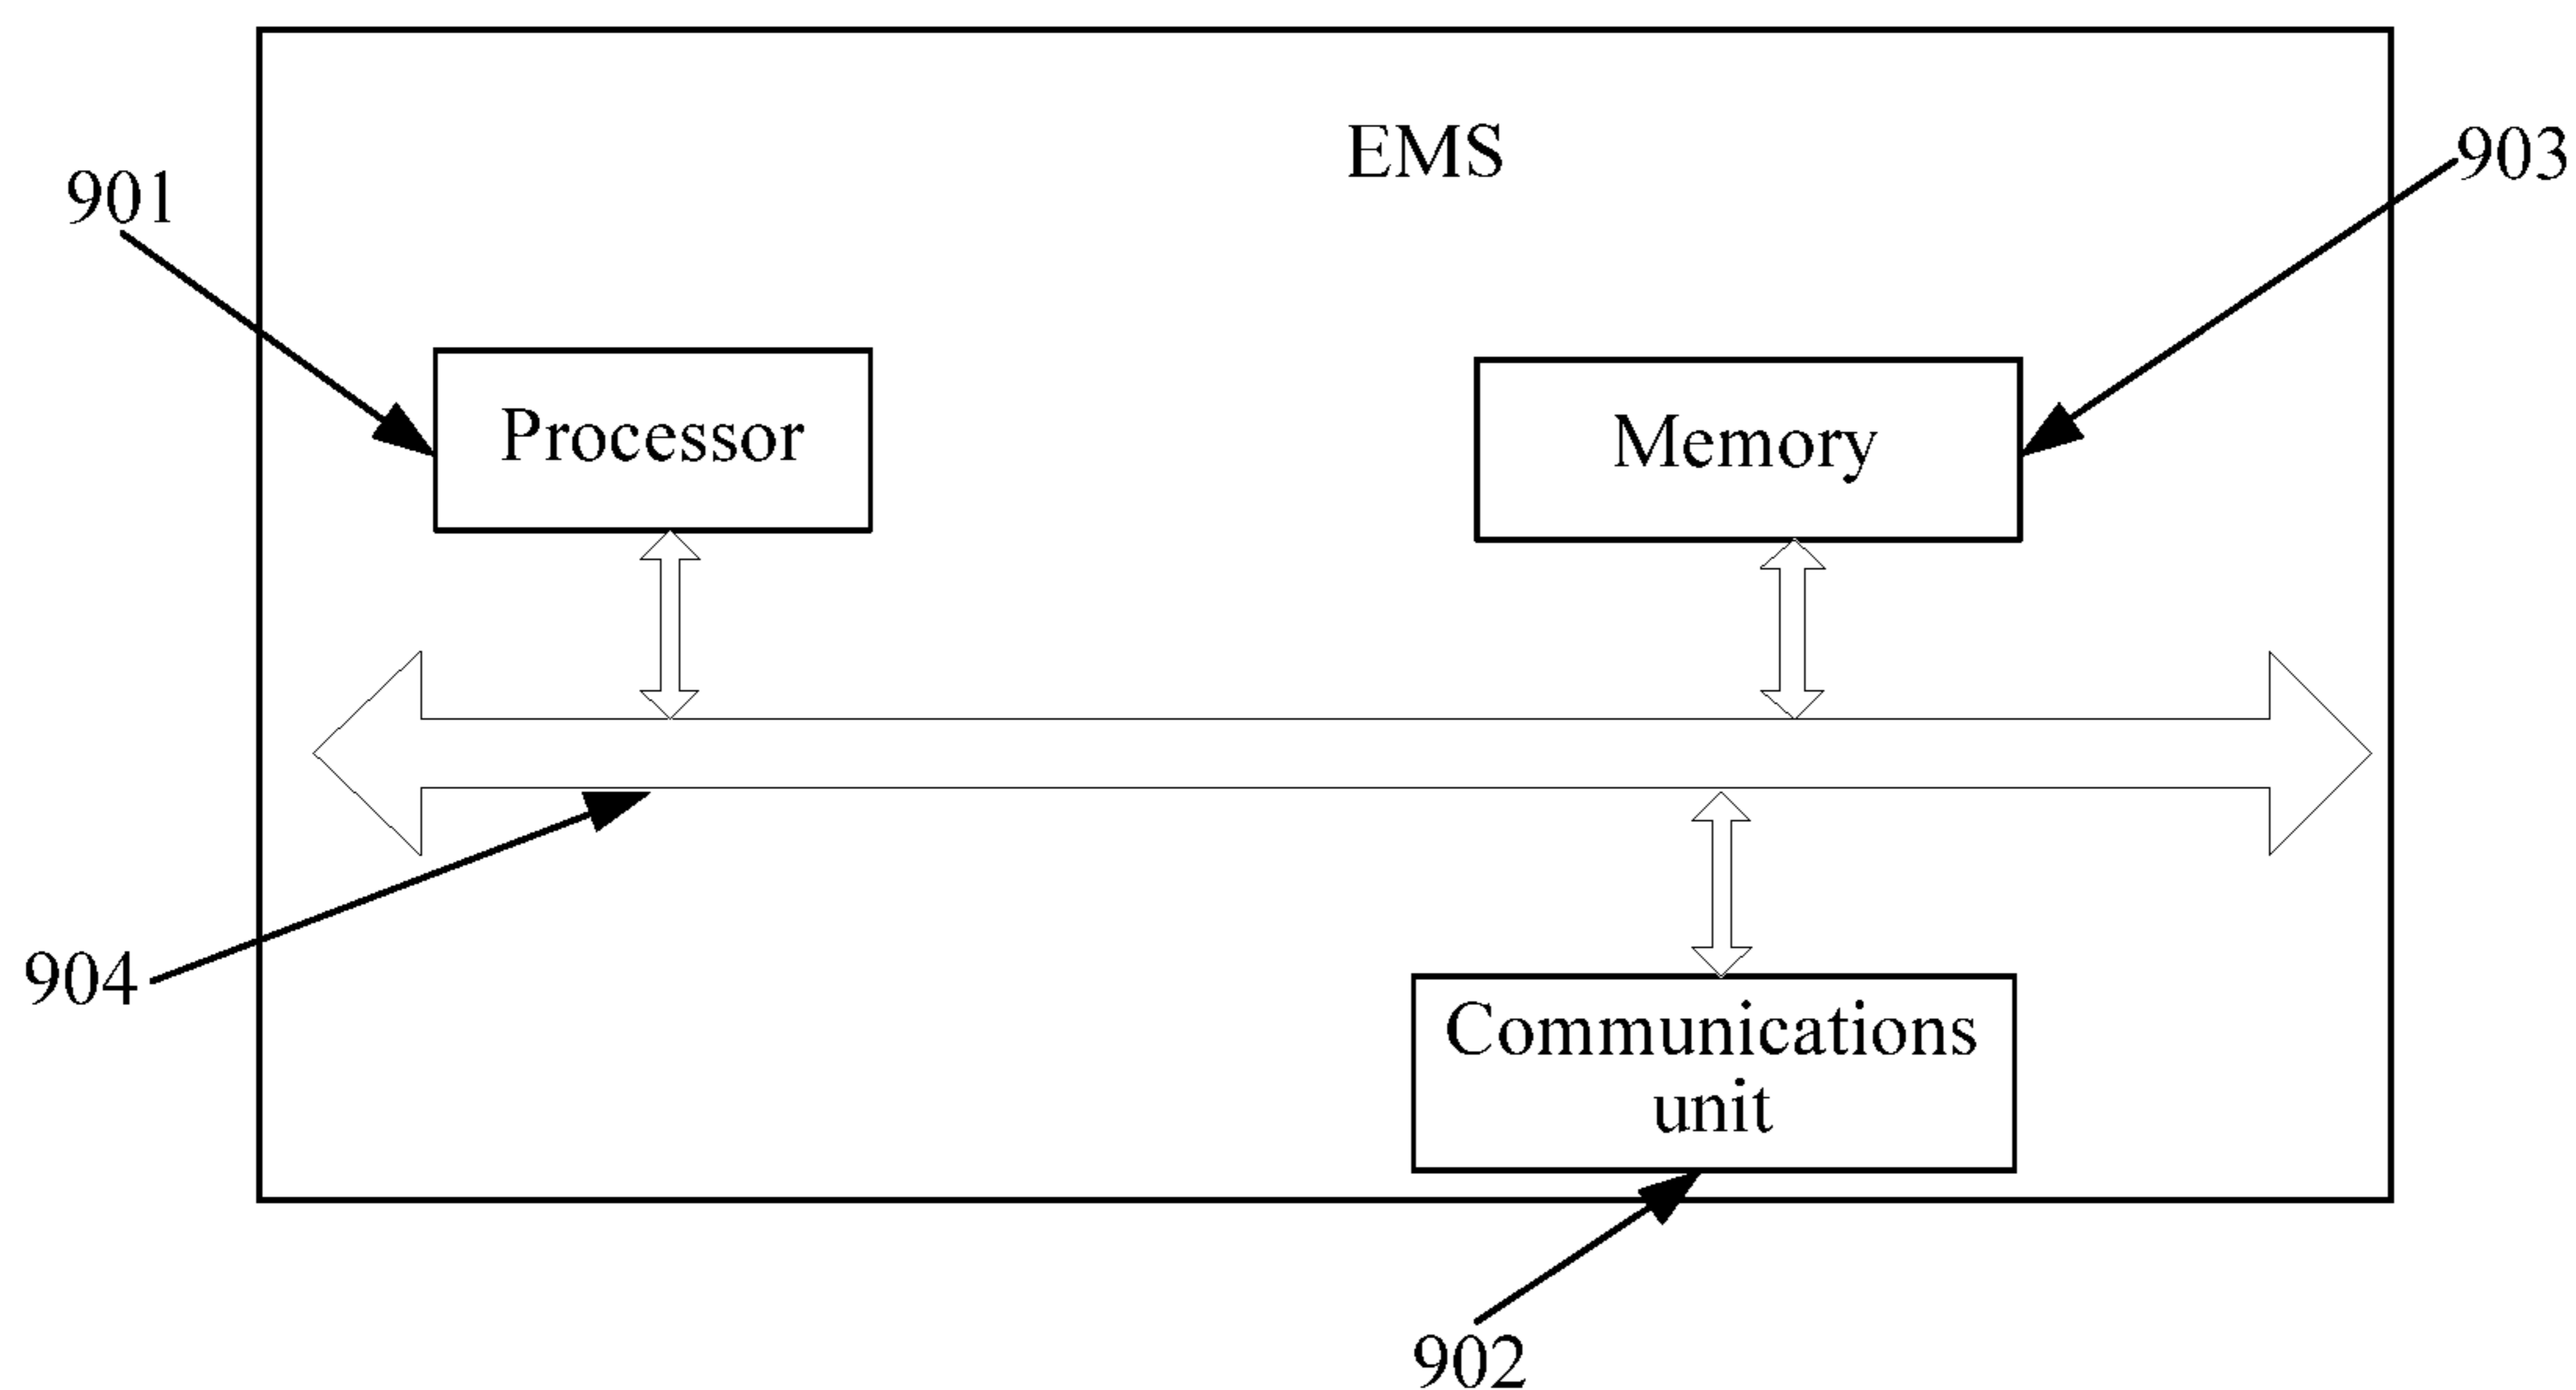 EMS
903
901
Processor
Memory
904
Communications
unit
902